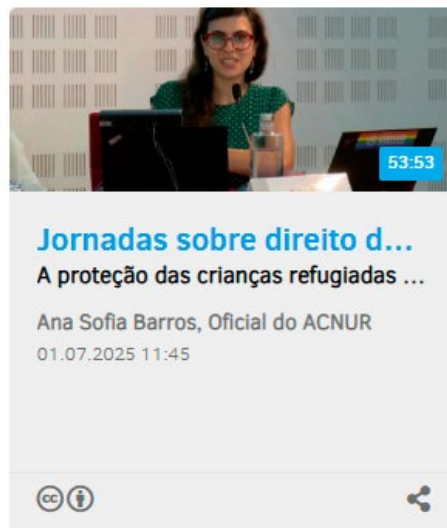 53:53
Jornadas sobre direito d...
A proteção das crianças refugiadas ...
Ana Sofia Barros, Oficial do ACNUR
01.07.2025 11:45
cc